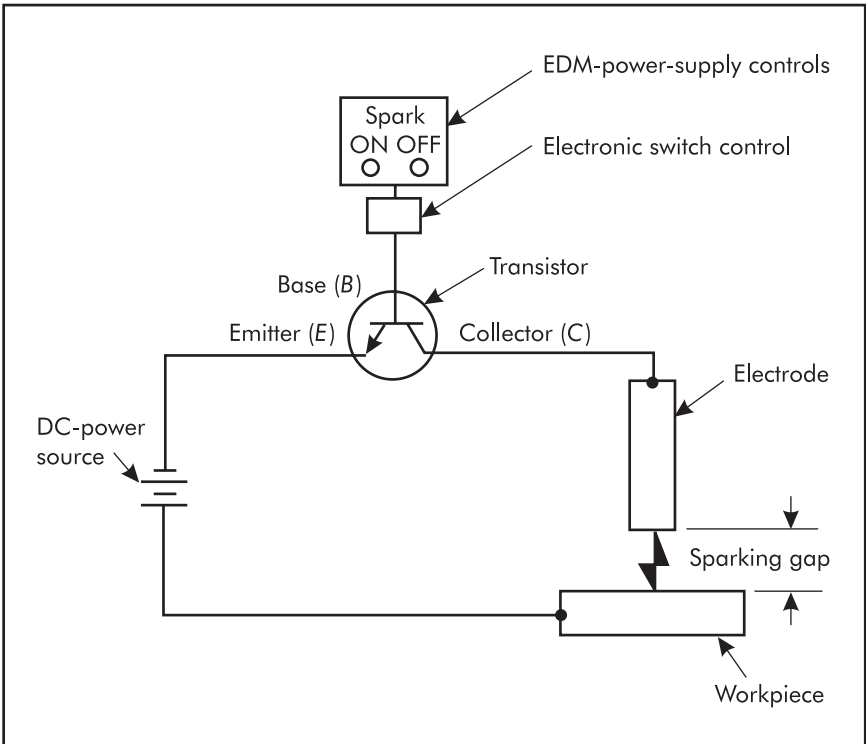 EDM-power-supply controls
Spark
ON OFF
Electronic switch control
Transistor
Base (B)
Emitter (E)
Collector (C)
Electrode
DC-power
source
Sparking gap
Workpiece